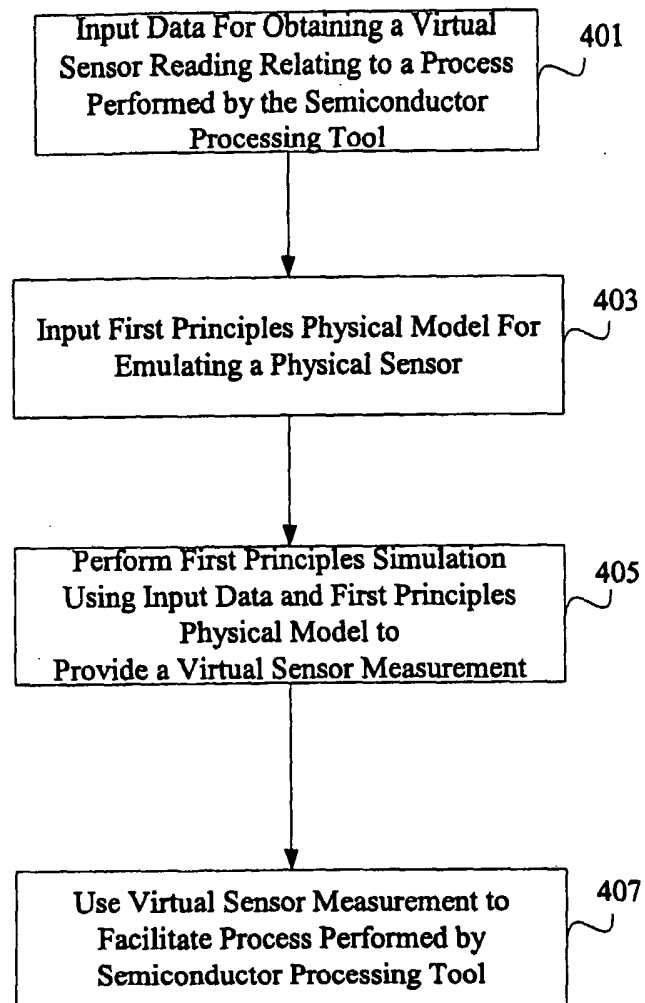 Input Data For Obtaining a Virtual
Sensor Reading Relating to a Process
Performed by the Semiconductor
Processing Tool
401
Input First Principles Physical Model For
Emulating a Physical Sensor
403
Perform First Principles Simulation
Using Input Data and First Principles
Physical Model to
Provide a Virtual Sensor Measurement
405
Use Virtual Sensor Measurement to
Facilitate Process Performed by
Semiconductor Processing Tool
407